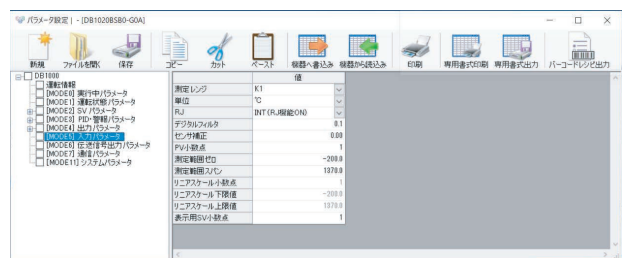 パラメータ設定 | - [DB1020BSB0-G0A]
新規 ファイルを開く 保存 コピー カット ペースト 機器へ書込み 機器から読込み 印刷 専用書式印刷 専用書式出力 バーコードレシピ出力
DB1000
運転情報
[MODE0] 実行中パラメータ
[MODE1] 運転状態パラメータ
[MODE2] SV パラメータ
[MODE3] PID・警報パラメータ
[MODE4] 出力パラメータ
[MODE5] 入力パラメータ
[MODE6] 伝送信号出力パラメータ
[MODE7] 通信パラメータ
[MODE11] システムパラメータ
値
測定レンジ K1
単位 ℃
RJ INT (RJ機能ON)
デジタルフィルタ 0.1
センサ補正 0.00
PV小数点 1
測定範囲ゼロ -200.0
測定範囲スパン 1370.0
リニアスケール小数点 1
リニアスケール下限値 -200.0
リニアスケール上限値 1370.0
表示用SV小数点 1